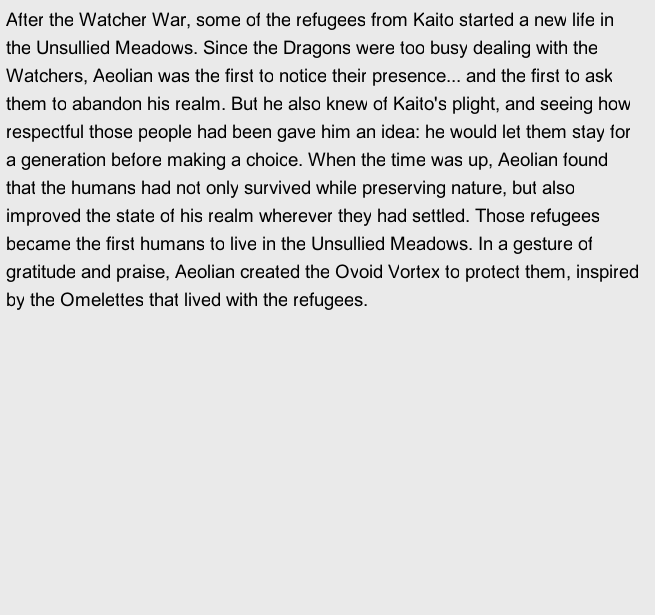 After the Watcher War, some of the refugees from Kaito started a new life in
the Unsullied Meadows. Since the Dragons were too busy dealing with the
Watchers, Aeolian was the first to notice their presence... and the first to ask
them to abandon his realm. But he also knew of Kaito's plight, and seeing how
respectful those people had been gave him an idea: he would let them stay for
a generation before making a choice. When the time was up, Aeolian found
that the humans had not only survived while preserving nature, but also
improved the state of his realm wherever they had settled. Those refugees
became the first humans to live in the Unsullied Meadows. In a gesture of
gratitude and praise, Aeolian created the Ovoid Vortex to protect them, inspired
by the Omelettes that lived with the refugees.